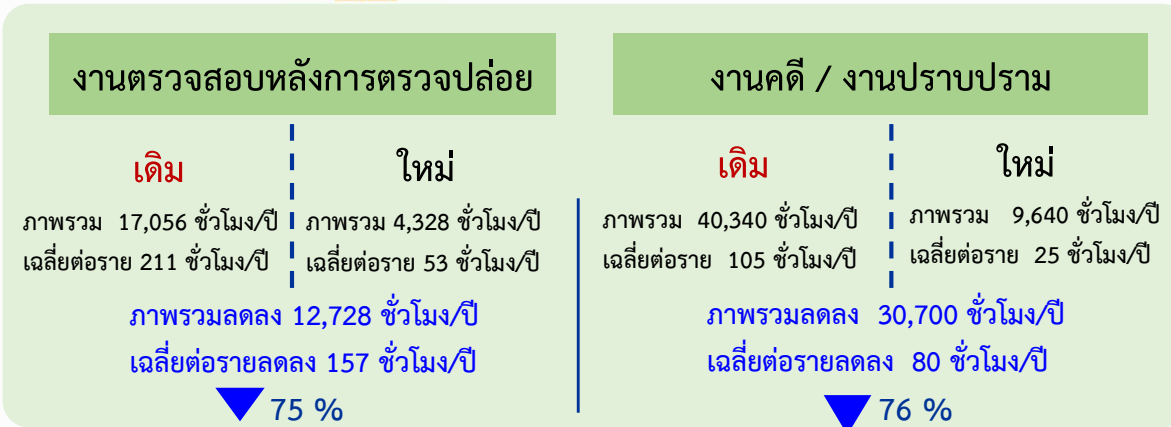 งานตรวจสอบหลังการตรวจปล่อย
เดิม
ใหม่
ภาพรวม 17,056 ชั่วโมง/ปี
เฉลี่ยต่อราย 211 ชั่วโมง/ปี
ภาพรวม 4,328 ชั่วโมง/ปี
เฉลี่ยต่อราย 53 ชั่วโมง/ปี
ภาพรวมลดลง 12,728 ชั่วโมง/ปี
เฉลี่ยต่อรายลดลง 157 ชั่วโมง/ปี
75 %
งานคดี / งานปราบปราม
เดิม
ใหม่
ภาพรวม 40,340 ชั่วโมง/ปี
เฉลี่ยต่อราย 105 ชั่วโมง/ปี
ภาพรวม 9,640 ชั่วโมง/ปี
เฉลี่ยต่อราย 25 ชั่วโมง/ปี
ภาพรวมลดลง 30,700 ชั่วโมง/ปี
เฉลี่ยต่อรายลดลง 80 ชั่วโมง/ปี
76 %